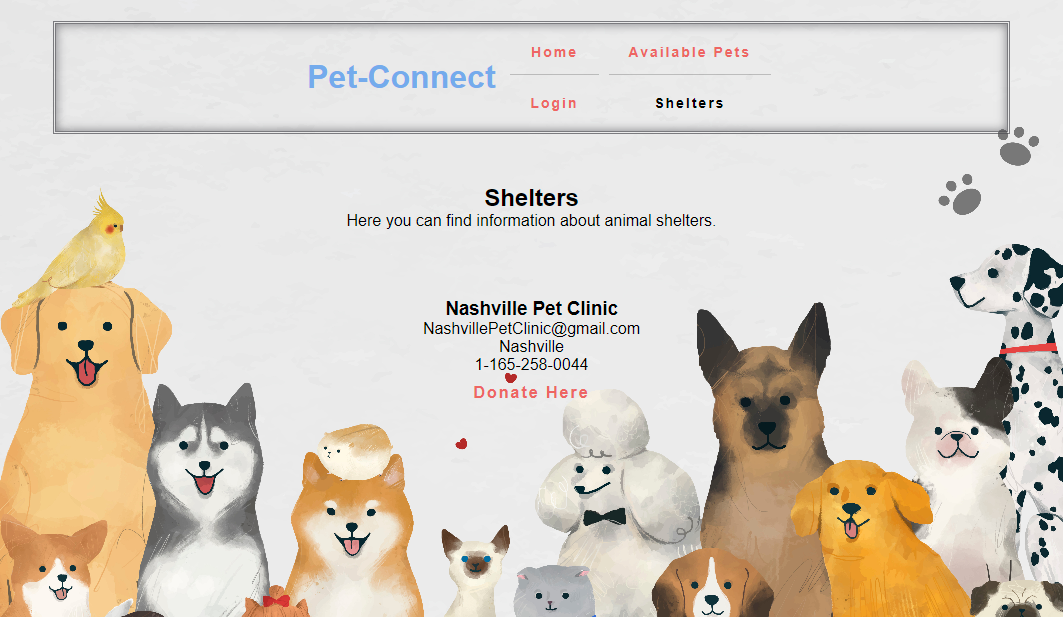 Pet-Connect
Home
Available Pets
Login
Shelters
Shelters
Here you can find information about animal shelters.
Nashville Pet Clinic
NashvillePetClinic@gmail.com
Nashville
1-165-258-0044
Donate Here